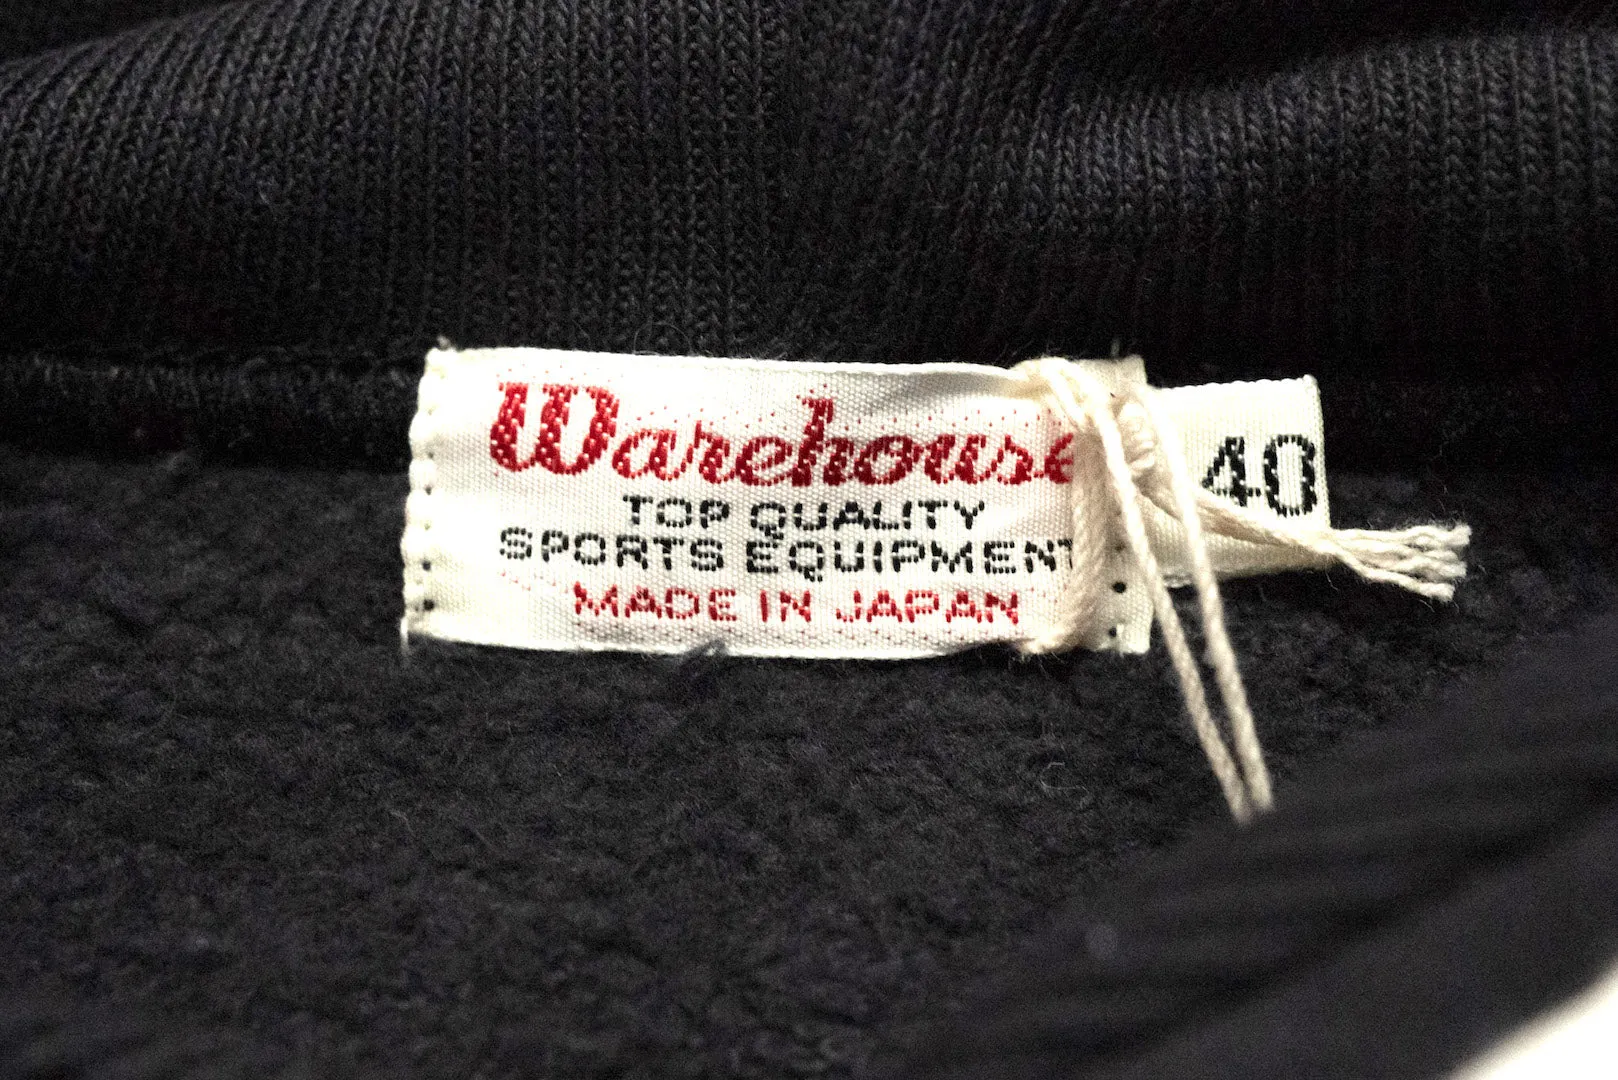 Warehouse
40
TOP QUALITY
SPORTS EQUIPMENT
MADE IN JAPAN